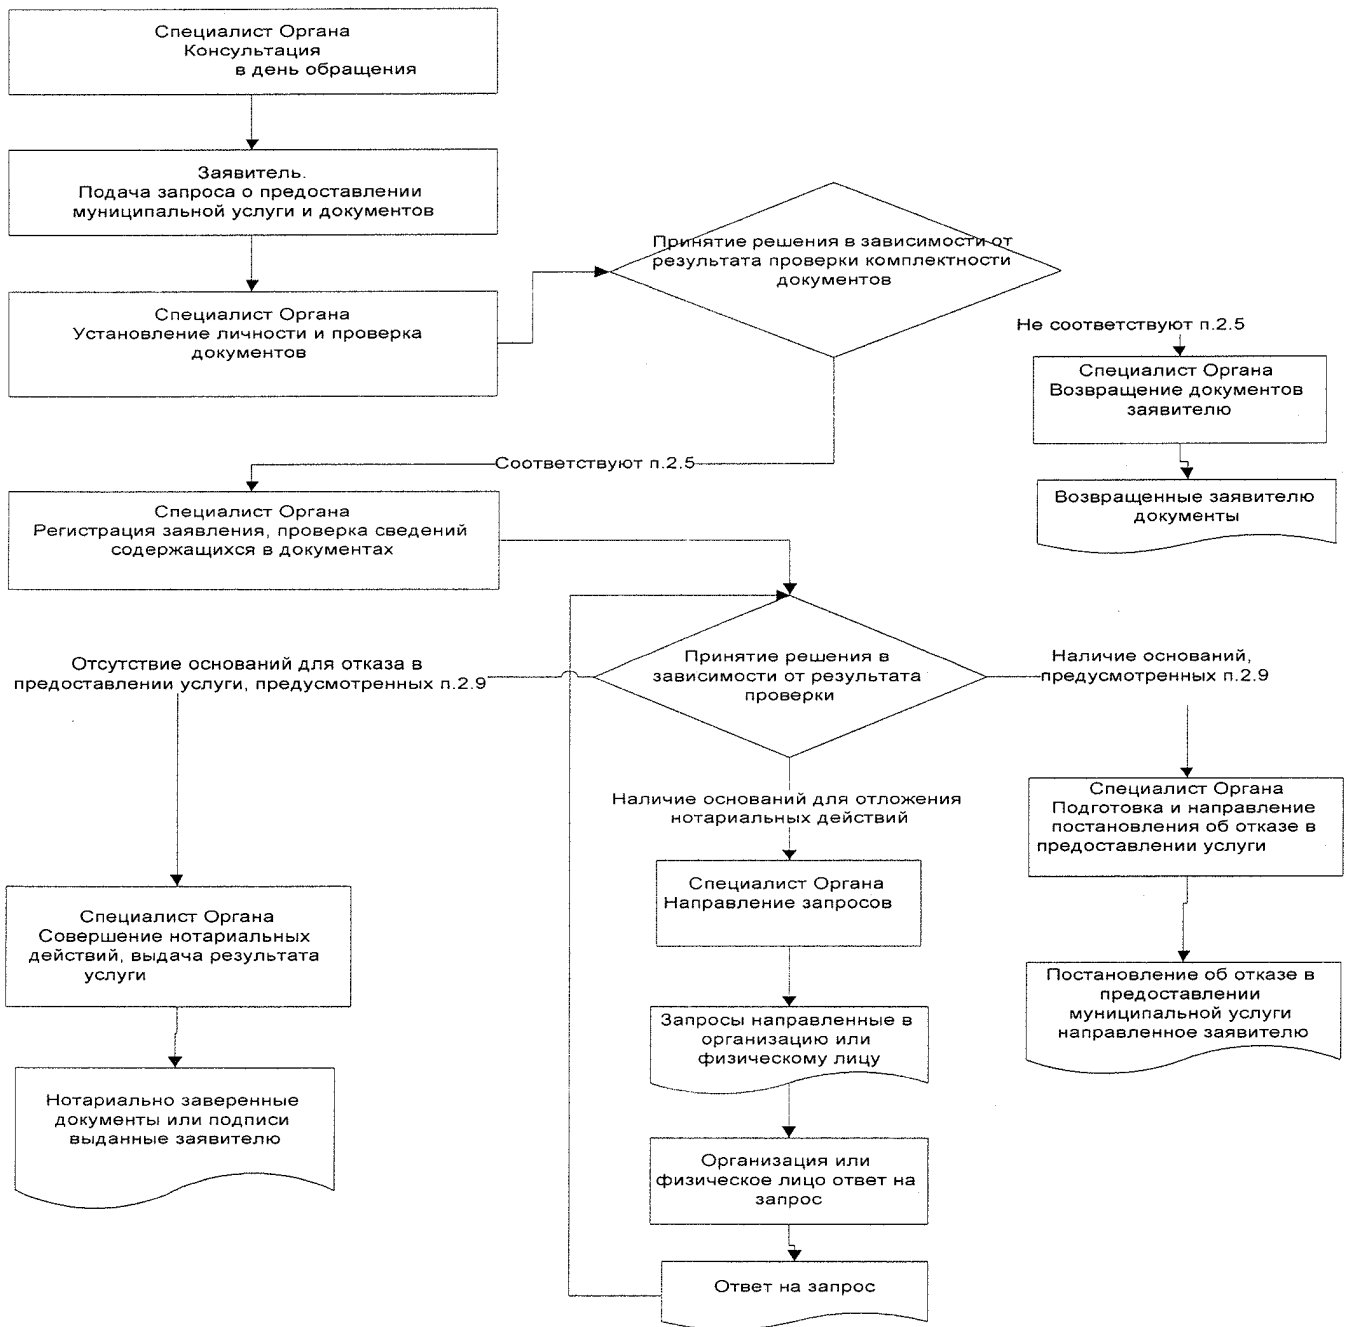 Специалист Органа
Консультация
в день обращения
Заявитель.
Подача запроса о предоставлении
муниципальной услуги и документов
Специалист Органа
Установление личности и проверка
документов
Принятие решения в зависимости от
результата проверки комплектности
документов
Не соответствуют п.2.5
Специалист Органа
Возвращение документов
заявителю
Возвращенные заявителю
документы
Соответствуют п.2.5
Специалист Органа
Регистрация заявления, проверка сведений
содержащихся в документах
Принятие решения в
зависимости от результата
проверки
Отсутствие оснований для отказа в
предоставлении услуги, предусмотренных п.2.9
Наличие оснований,
предусмотренных п.2.9
Наличие оснований для отложения
нотариальных действий
Специалист Органа
Подготовка и направление
постановления об отказе в
предоставлении услуги
Специалист Органа
Направление запросов
Специалист Органа
Совершение нотариальных
действий, выдача результата
услуги
Постановление об отказе в
предоставлении
муниципальной услуги
направленное заявителю
Запросы направленные в
организацию или
физическому лицу
Нотариально заверенные
документы или подписи
выданные заявителю
Организация или
физическое лицо ответ на
запрос
Ответ на запрос